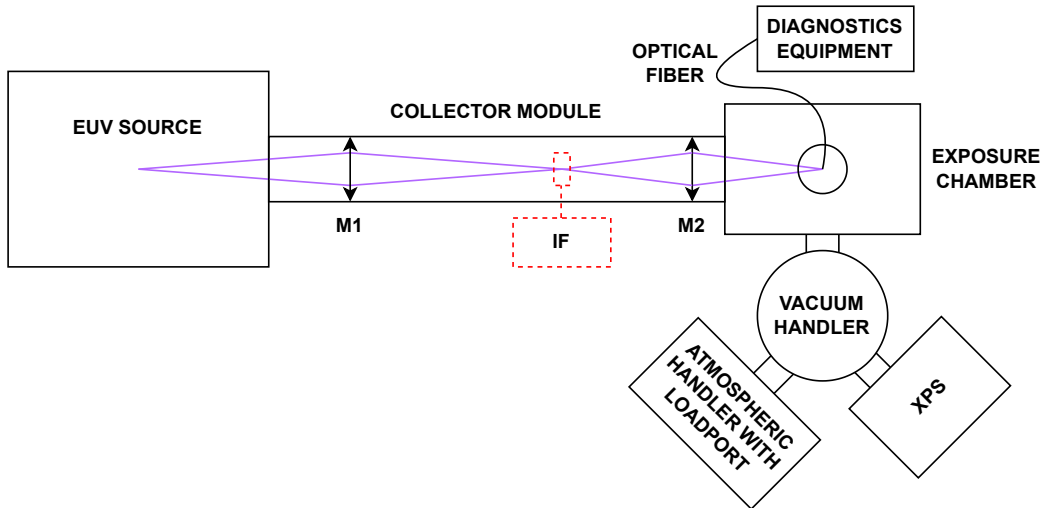 DIAGNOSTICS
EQUIPMENT
OPTICAL
FIBER
EUV SOURCE
COLLECTOR MODULE
EXPOSURE
CHAMBER
M1
IF
M2
VACUUM
HANDLER
ATMOSPHERIC
HANDLER WITH
LOADPORT
XPS